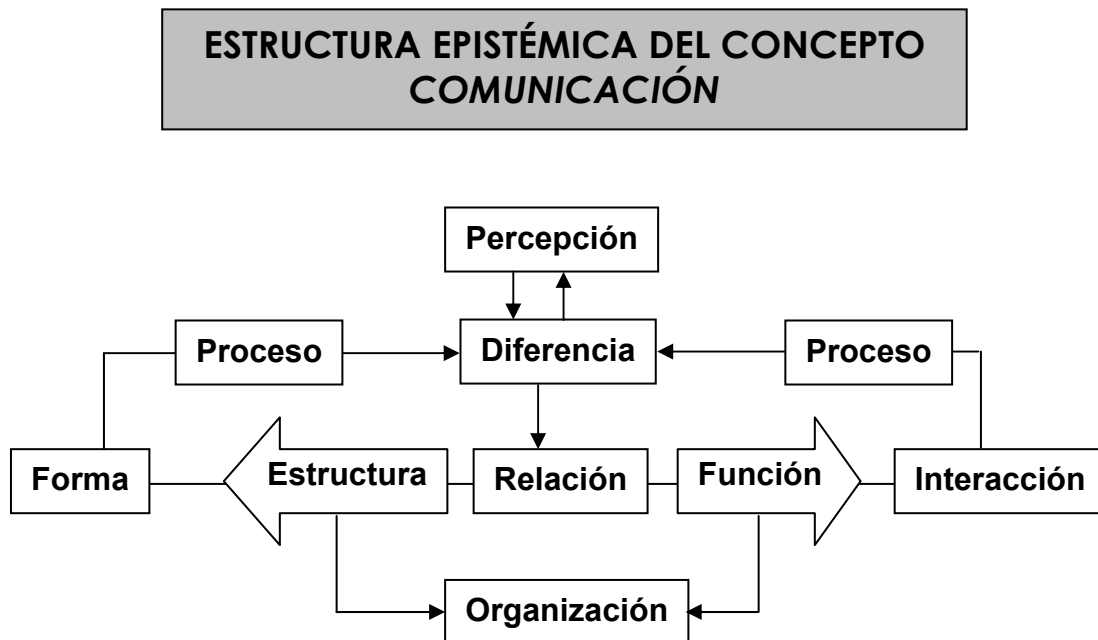 ESTRUCTURA EPISTÉMICA DEL CONCEPTO
COMUNICACIÓN
Percepción
Proceso
Diferencia
Proceso
Forma
Estructura
Relación
Función
Interacción
Organización